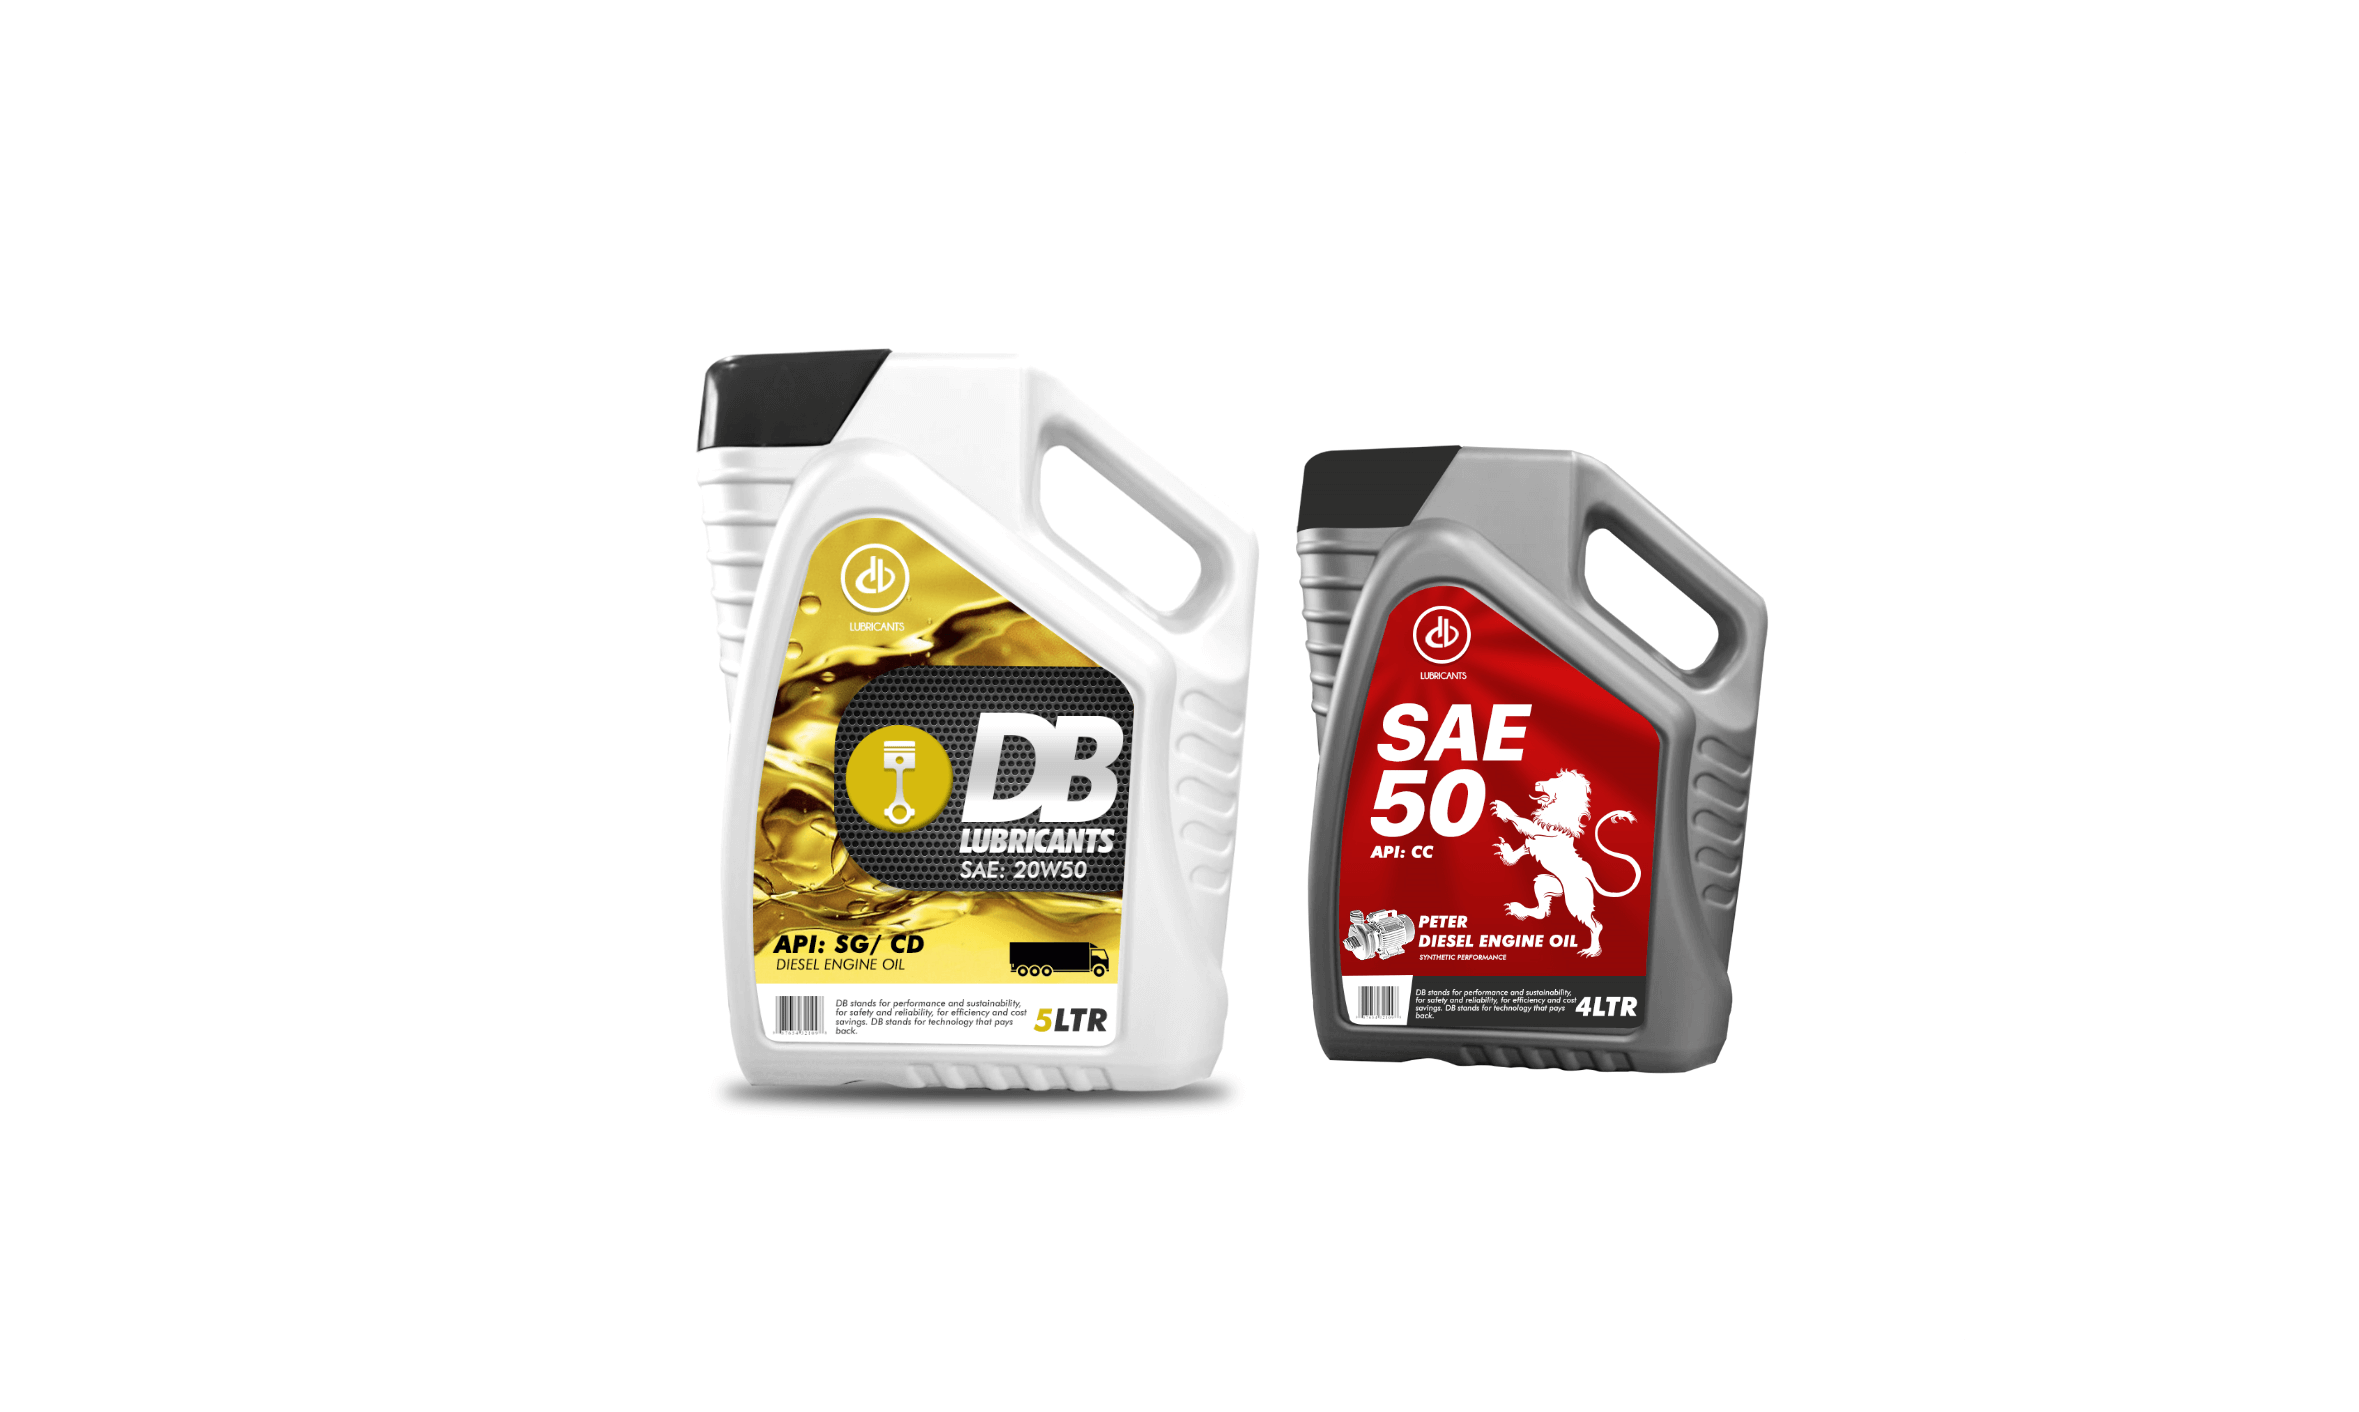 LUBRICANTS
DB
LUBRICANTS
SAE: 20W50
API: SG/ CD
DIESEL ENGINE OIL
DB stands for performance and sustainability,
for safety and reliability, for efficiency and cost
savings. DB stands for technology that pays
back.
5LTR
LUBRICANTS
SAE
50
API: CC
PETER
DIESEL ENGINE OIL
SYNTHETIC PERFORMANCE
DB stands for performance and sustainability,
for safety and reliability, for efficiency and cost
savings. DB stands for technology that pays
back.
4LTR